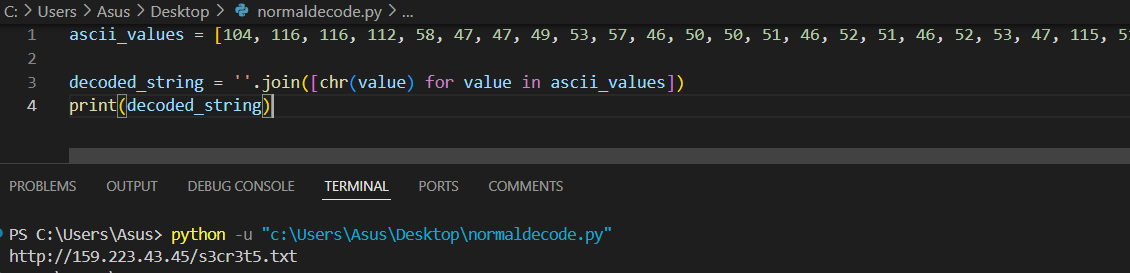 C: > Users > Asus > Desktop > normaldecode.py > ...
1 ascii_values = [104, 116, 116, 112, 58, 47, 47, 49, 53, 57, 46, 50, 50, 51, 46, 52, 51, 46, 52, 53, 47, 115, 5
2
3 decoded_string = ''.join([chr(value) for value in ascii_values])
4 print(decoded_string)
PROBLEMS OUTPUT DEBUG CONSOLE TERMINAL PORTS COMMENTS
PS C:\Users\Asus> python -u "c:\Users\Asus\Desktop\normaldecode.py"
http://159.223.43.45/s3cr3t5.txt